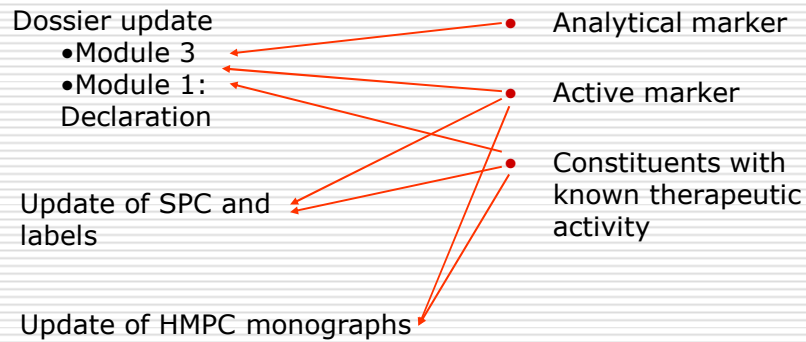 Dossier update
•Module 3
•Module 1:
Declaration
Update of SPC and
labels
Update of HMPC monographs
• Analytical marker
• Active marker
• Constituents with
known therapeutic
activity